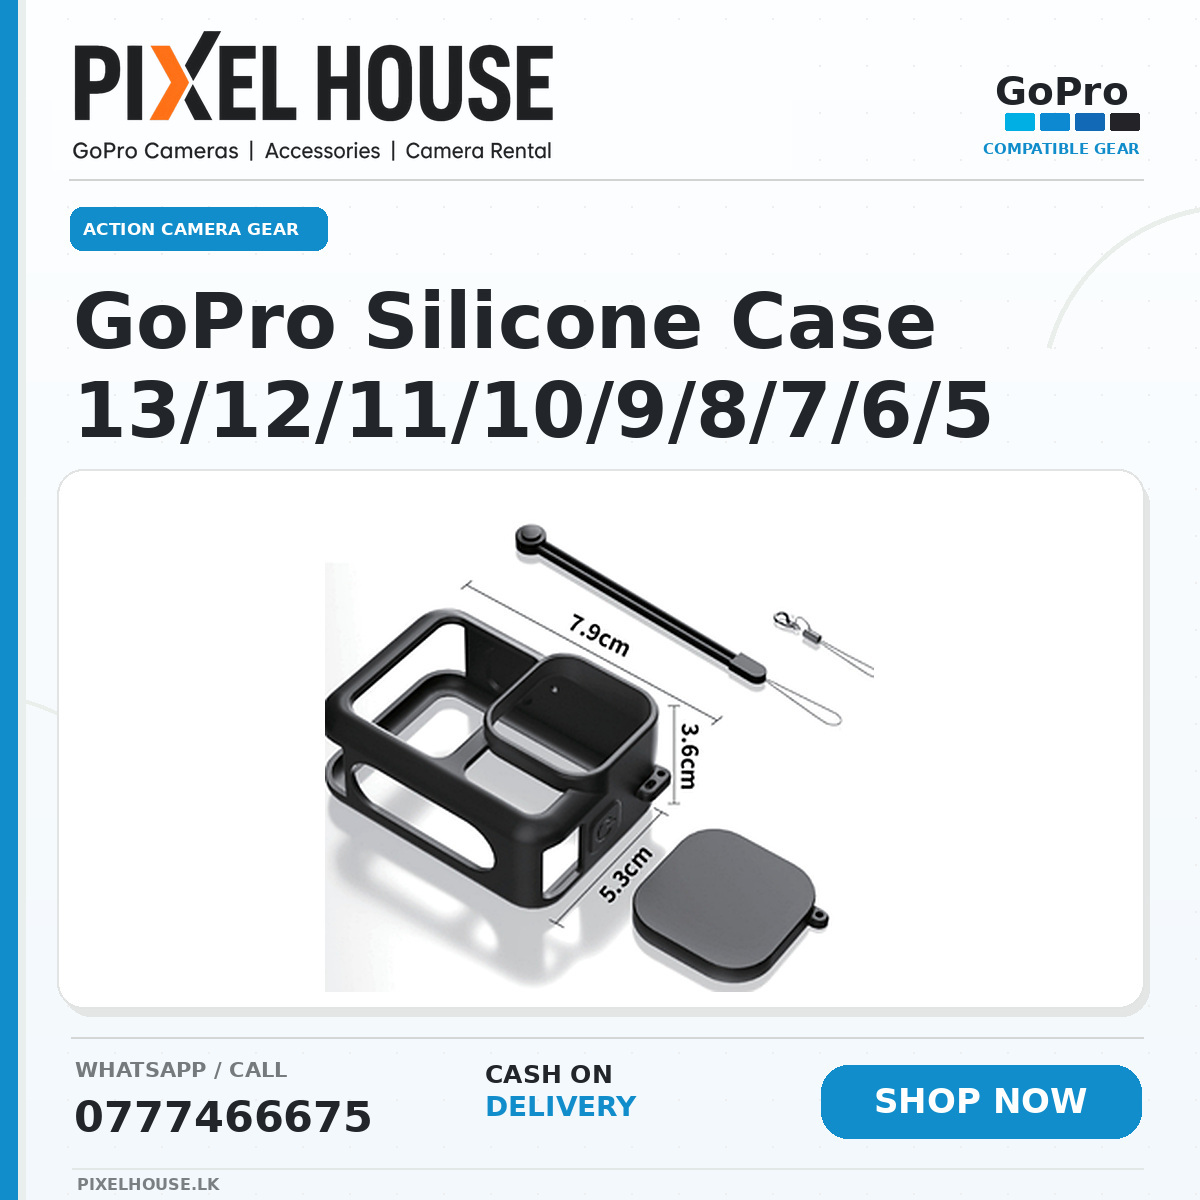 PIXEL HOUSE
GoPro Cameras | Accessories | Camera Rental
GoPro
COMPATIBLE GEAR
ACTION CAMERA GEAR
GoPro Silicone Case
13/12/11/10/9/8/7/6/5
7.9cm
3.6cm
5.3cm
WHATSAPP / CALL
0777466675
CASH ON
DELIVERY
SHOP NOW
PIXELHOUSE.LK